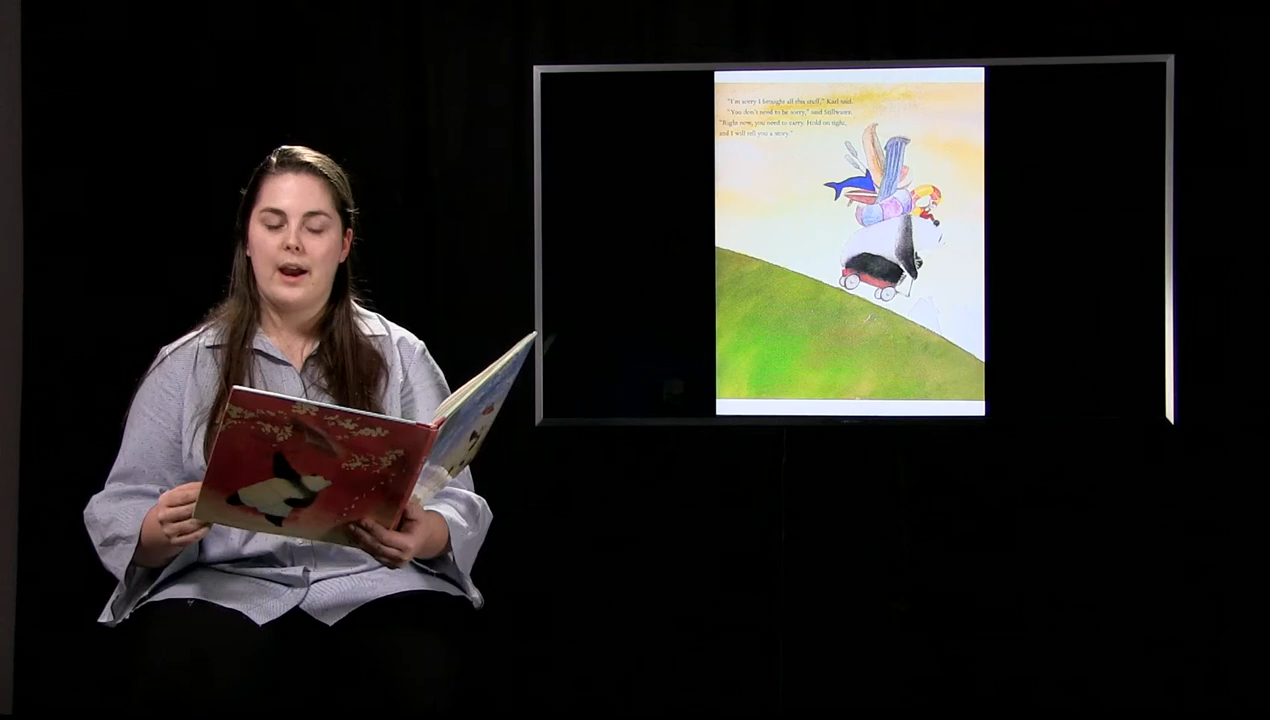 "I'm sorry I brought all this stuff," Karl said.
"You don't need to be sorry," said Stillwater.
"Right now, you need to carry. Hold on tight,
and I will tell you a story."